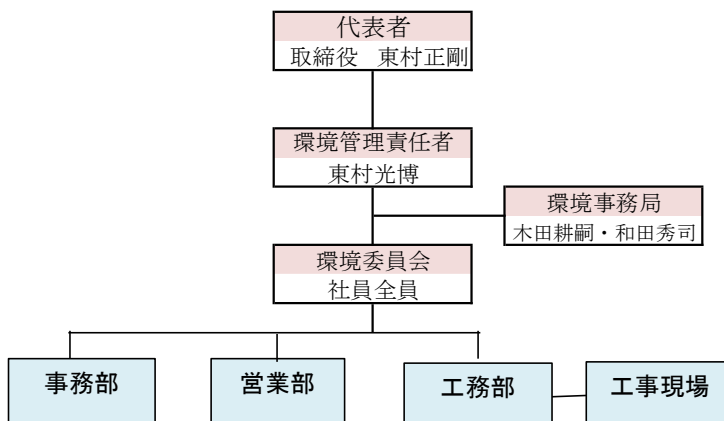 代表者
取締役　東村正剛
環境管理責任者
東村光博
環境事務局
木田耕嗣・和田秀司
環境委員会
社員全員
事務部
営業部
工務部
工事現場